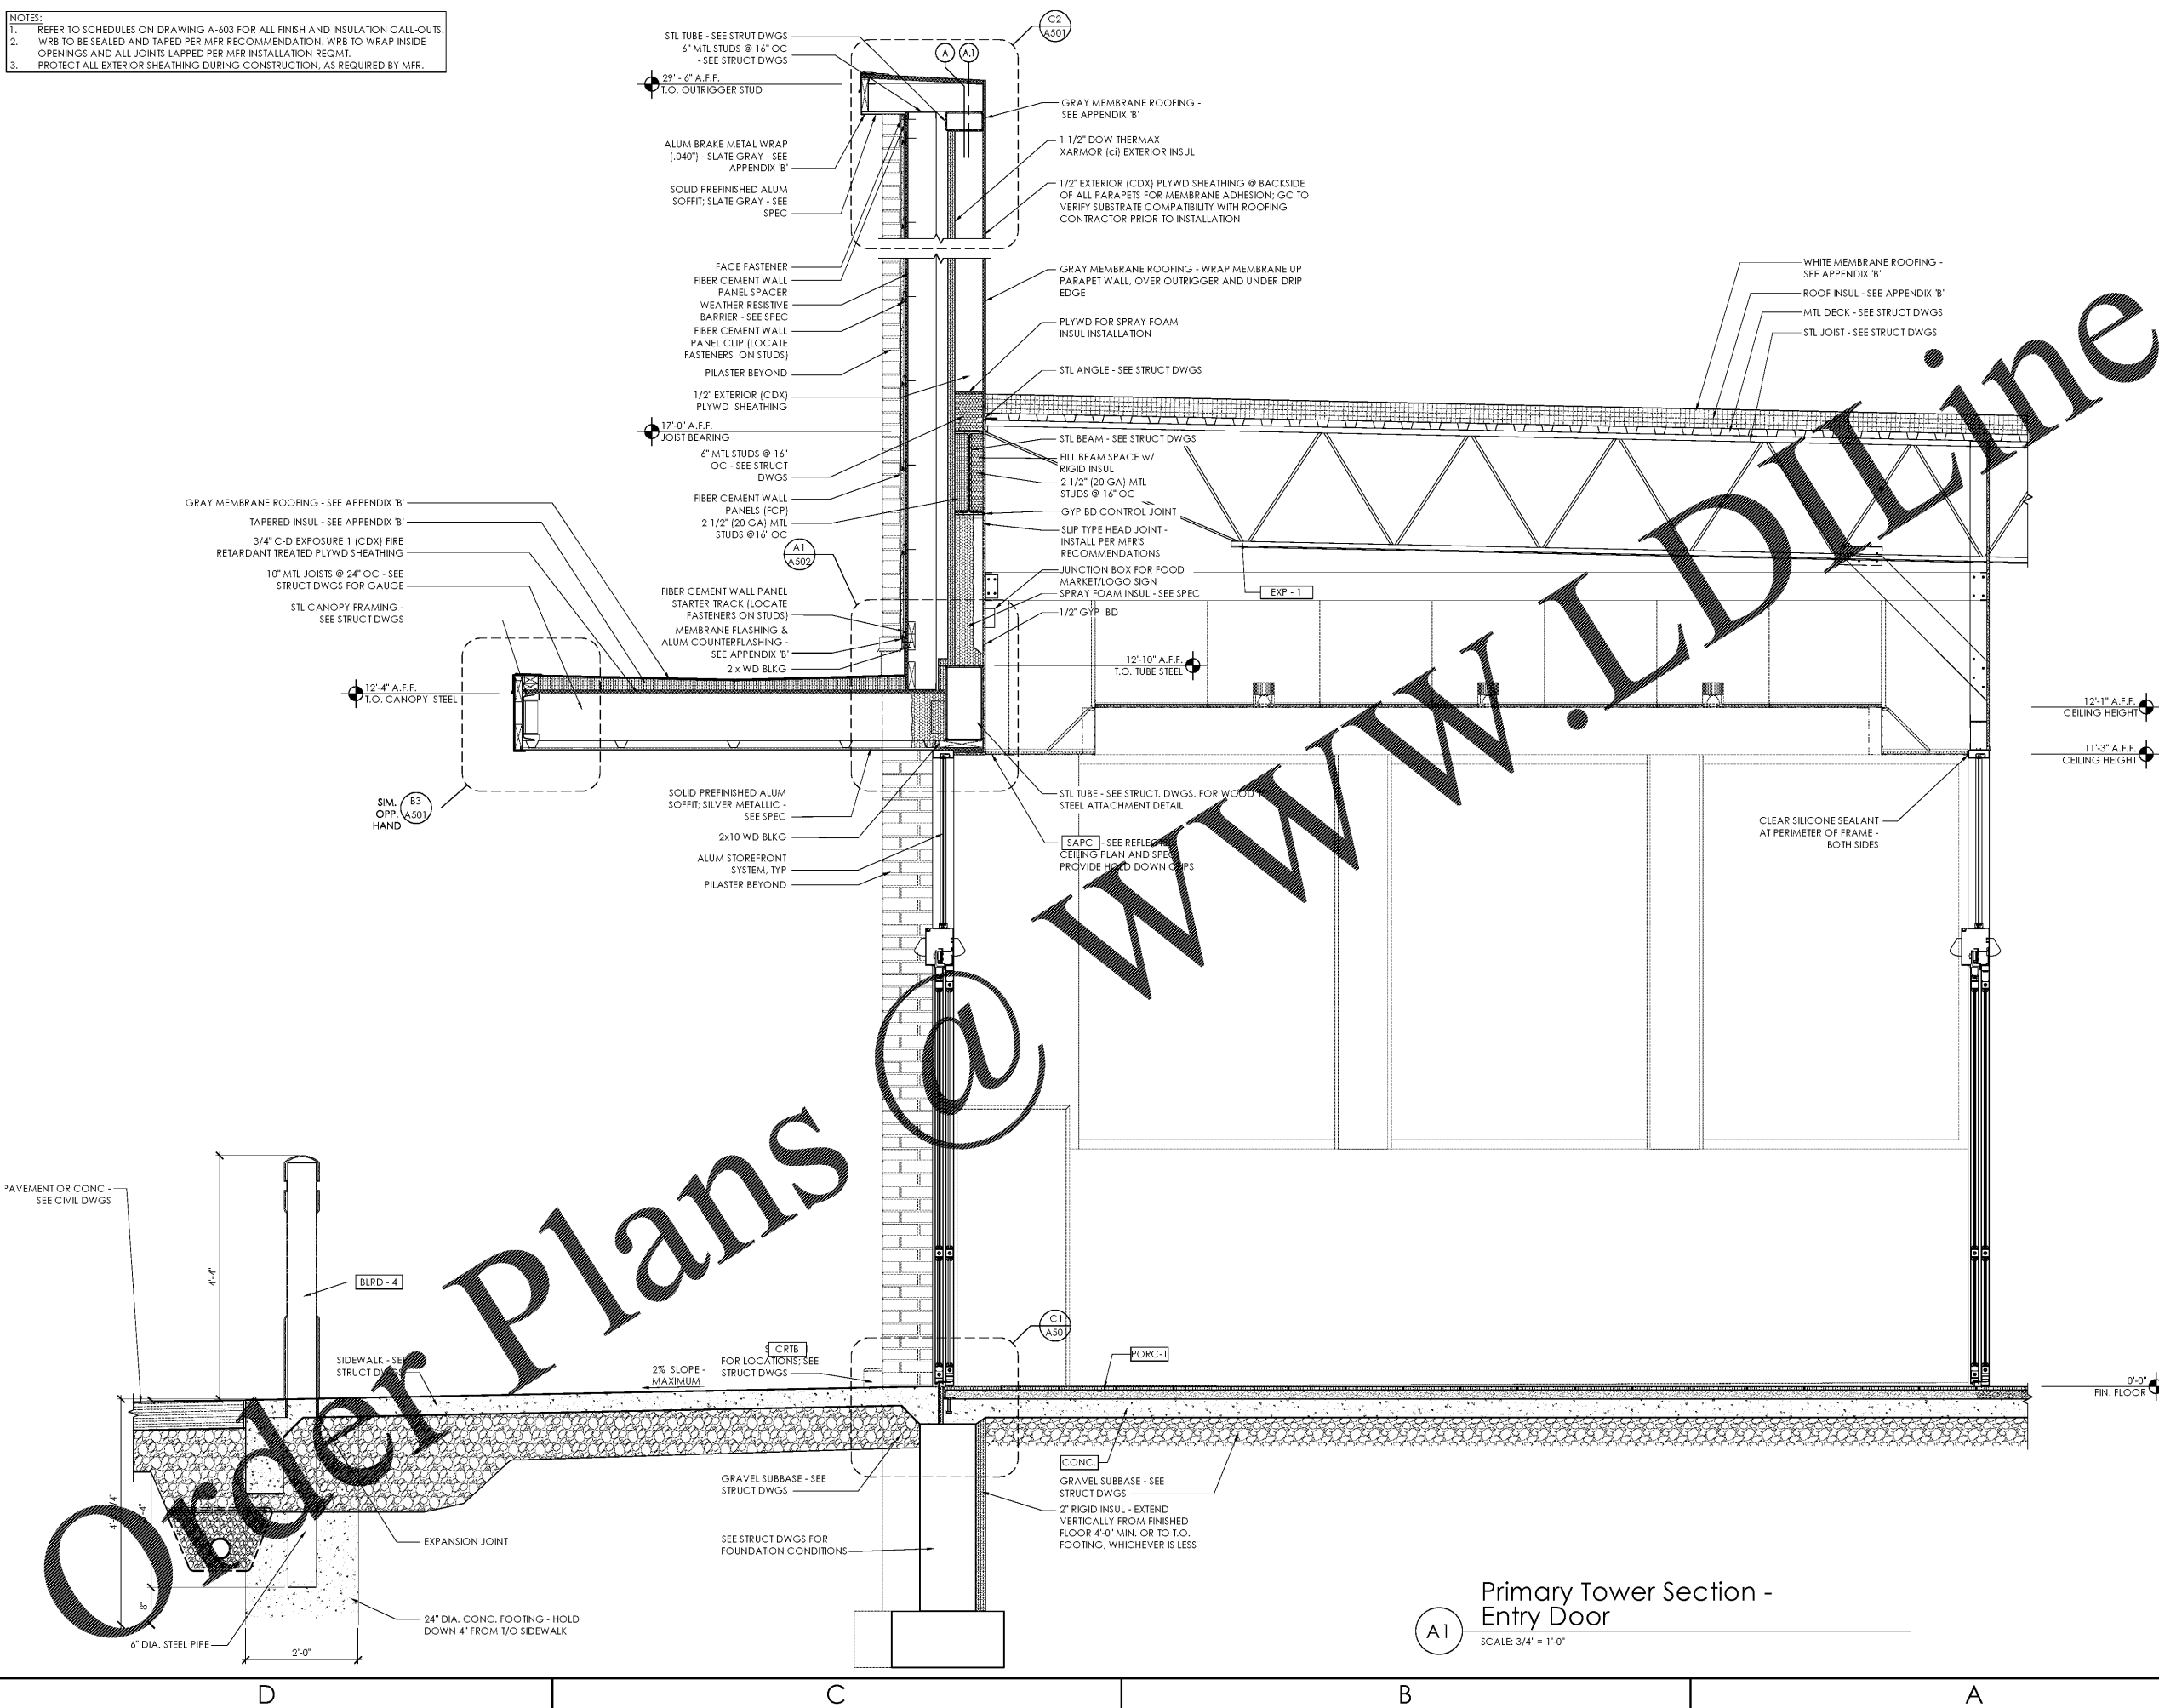 NOTES:
1. REFER TO SCHEDULES ON DRAWING A-603 FOR ALL FINISH AND INSULATION CALL-OUTS.
2. WRB TO BE SEALED AND TAPED PER MFR RECOMMENDATION. WRB TO WRAP INSIDE
OPENINGS AND ALL JOINTS LAPPED PER MFR INSTALLATION REQMT.
3. PROTECT ALL EXTERIOR SHEATHING DURING CONSTRUCTION, AS REQUIRED BY MFR.
C2
A501
A
A.1
STL TUBE - SEE STRUT DWGS
6" MTL STUDS @ 16" OC
- SEE STRUCT DWGS
29' - 6" A.F.F.
T.O. OUTRIGGER STUD
ALUM BRAKE METAL WRAP
(.040") - SLATE GRAY - SEE
APPENDIX 'B'
SOLID PREFINISHED ALUM
SOFFIT; SLATE GRAY - SEE
SPEC
FACE FASTENER
FIBER CEMENT WALL
PANEL SPACER
WEATHER RESISTIVE
BARRIER - SEE SPEC
FIBER CEMENT WALL
PANEL CLIP (LOCATE
FASTENERS ON STUDS)
PILASTER BEYOND
1/2" EXTERIOR (CDX)
PLYWD SHEATHING
17'-0" A.F.F.
JOIST BEARING
6" MTL STUDS @ 16"
OC - SEE STRUCT
DWGS
FIBER CEMENT WALL
PANELS (FCP)
2 1/2" (20 GA) MTL
STUDS @16" OC
A1
A502
FIBER CEMENT WALL PANEL
STARTER TRACK (LOCATE
FASTENERS ON STUDS)
MEMBRANE FLASHING &
ALUM COUNTERFLASHING -
SEE APPENDIX 'B'
2 x WD BLKG
GRAY MEMBRANE ROOFING -
SEE APPENDIX 'B'
1 1/2" DOW THERMAX
XARMOR (ci) EXTERIOR INSUL
1/2" EXTERIOR (CDX) PLYWD SHEATHING @ BACKSIDE
OF ALL PARAPETS FOR MEMBRANE ADHESION; GC TO
VERIFY SUBSTRATE COMPATIBILITY WITH ROOFING
CONTRACTOR PRIOR TO INSTALLATION
GRAY MEMBRANE ROOFING - WRAP MEMBRANE UP
PARAPET WALL, OVER OUTRIGGER AND UNDER DRIP
EDGE
PLYWD FOR SPRAY FOAM
INSUL INSTALLATION
STL ANGLE - SEE STRUCT DWGS
STL BEAM - SEE STRUCT DWGS
FILL BEAM SPACE w/
RIGID INSUL
2 1/2" (20 GA) MTL
STUDS @ 16" OC
GYP BD CONTROL JOINT
SLIP TYPE HEAD JOINT -
INSTALL PER MFR'S
RECOMMENDATIONS
JUNCTION BOX FOR FOOD
MARKET/LOGO SIGN
SPRAY FOAM INSUL - SEE SPEC
1/2" GYP BD
EXP - 1
12'-10" A.F.F.
T.O. TUBE STEEL
WHITE MEMBRANE ROOFING -
SEE APPENDIX 'B'
ROOF INSUL - SEE APPENDIX 'B'
MTL DECK - SEE STRUCT DWGS
STL JOIST - SEE STRUCT DWGS
GRAY MEMBRANE ROOFING - SEE APPENDIX 'B'
TAPERED INSUL - SEE APPENDIX 'B'
3/4" C-D EXPOSURE 1 (CDX) FIRE
RETARDANT TREATED PLYWD SHEATHING
10" MTL JOISTS @ 24" OC - SEE
STRUCT DWGS FOR GAUGE
STL CANOPY FRAMING -
SEE STRUCT DWGS
12'-4" A.F.F.
T.O. CANOPY STEEL
SIM.
OPP.
HAND
B3
A501
12'-1" A.F.F.
CEILING HEIGHT
11'-3" A.F.F.
CEILING HEIGHT
SOLID PREFINISHED ALUM
SOFFIT; SILVER METALLIC -
SEE SPEC
2x10 WD BLKG
ALUM STOREFRONT
SYSTEM, TYP
PILASTER BEYOND
STL TUBE - SEE STRUCT. DWGS. FOR WOOD
STEEL ATTACHMENT DETAIL
SAPC - SEE
CEILING PLAN AND
PROVIDE HOLD DOWN
CLEAR SILICONE SEALANT
AT PERIMETER OF FRAME -
BOTH SIDES
PAVEMENT OR CONC -
SEE CIVIL DWGS
4'-4"
BLRD - 4
SIDEWALK - SEE
STRUCT
2% SLOPE -
MAXIMUM
CRTB
FOR LOCATIONS; SEE
STRUCT DWGS
C1
PORC-1
0'-0"
FIN. FLOOR
GRAVEL SUBBASE - SEE
STRUCT DWGS
CONC.
GRAVEL SUBBASE - SEE
STRUCT DWGS
2" RIGID INSUL - EXTEND
VERTICALLY FROM FINISHED
FLOOR 4'-0" MIN. OR TO T.O.
FOOTING, WHICHEVER IS LESS
SEE STRUCT DWGS FOR
FOUNDATION CONDITIONS
EXPANSION JOINT
24" DIA. CONC. FOOTING - HOLD
DOWN 4" FROM T/O SIDEWALK
6" DIA. STEEL PIPE
8"
2'-0"
A1
Primary Tower Section -
Entry Door
SCALE: 3/4" = 1'-0"
D
C
B
A
Order Plans @ www.LDILine